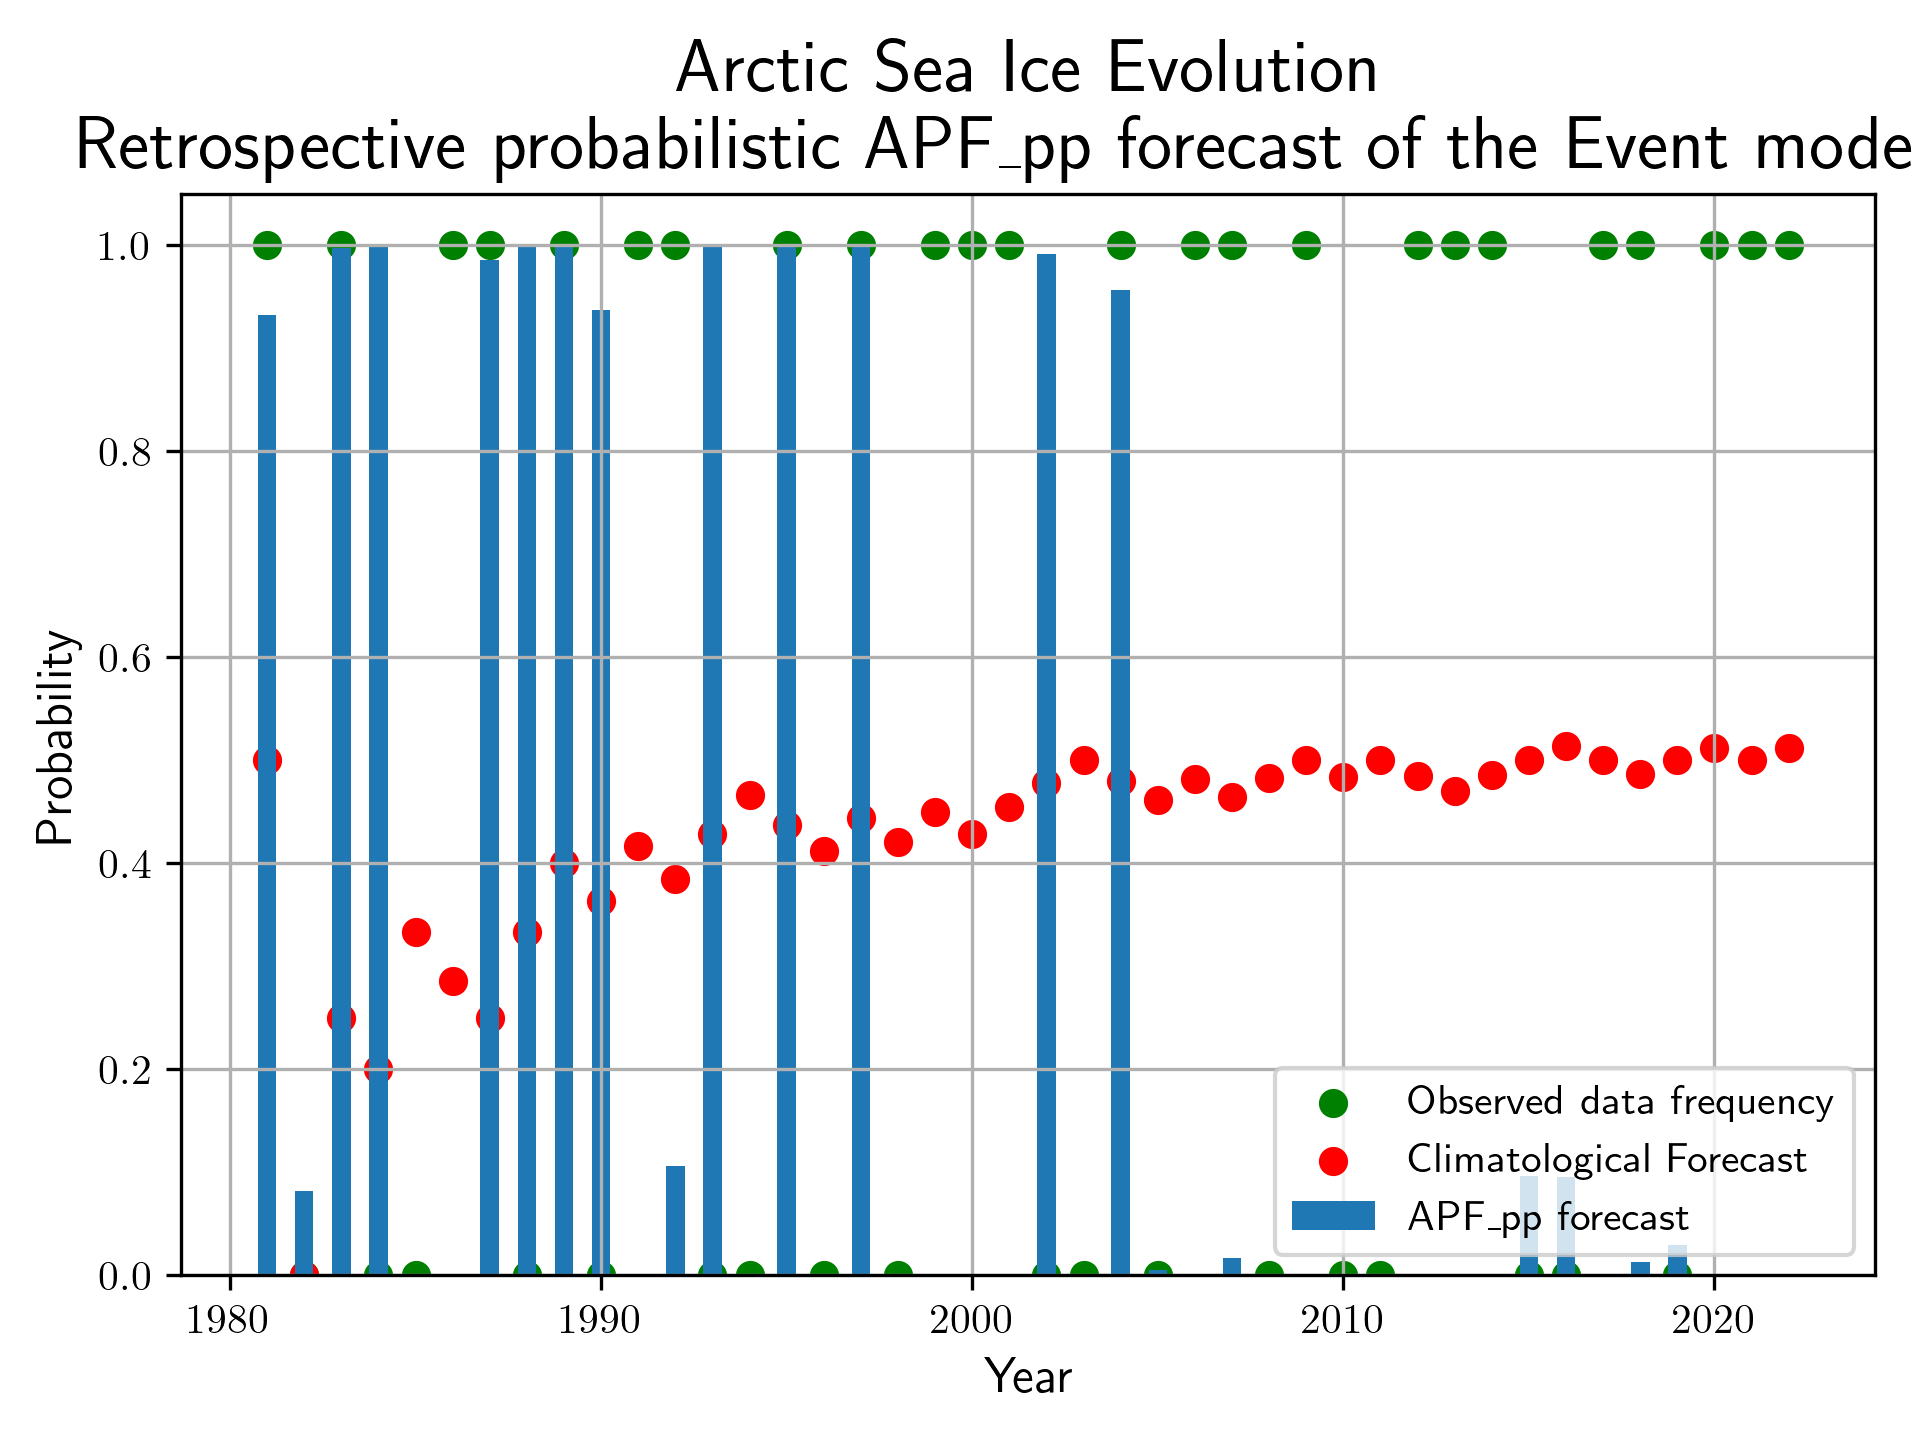 Arctic Sea Ice Evolution
Retrospective probabilistic APF_pp forecast of the Event mode
Probability
1.0
0.8
0.6
0.4
0.2
0.0
1980
1990
2000
2010
2020
Year
Observed data frequency
Climatological Forecast
APF_pp forecast